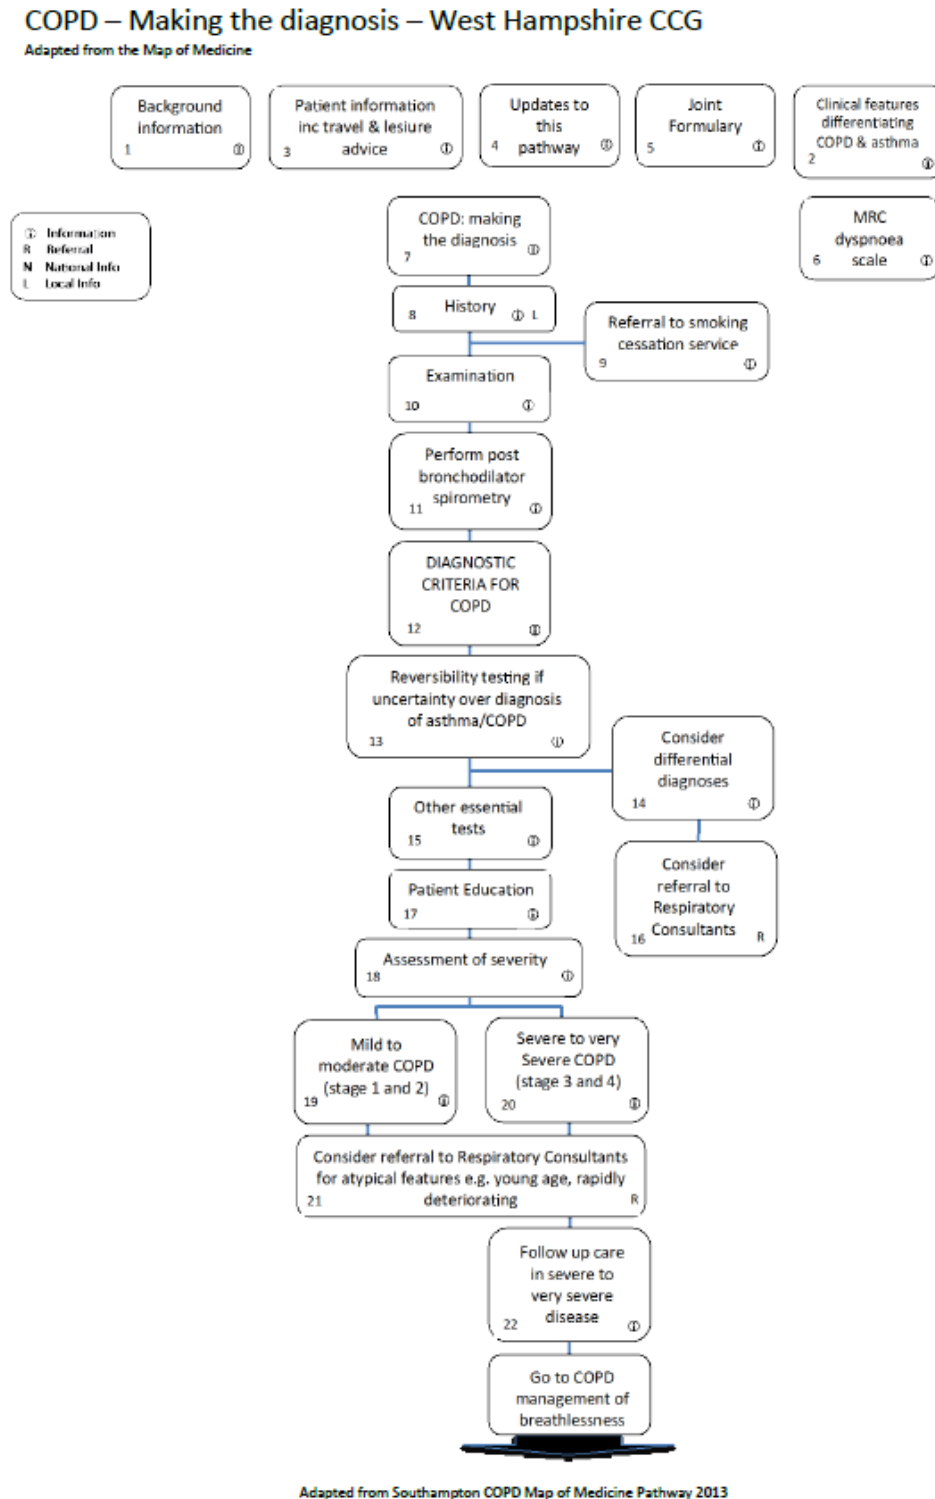 COPD – Making the diagnosis – West Hampshire CCG
Adapted from the Map of Medicine
Background
information
1 ⓘ
Patient information
inc travel & lesiure
advice
3 ⓘ
Updates to
this
pathway
4 ⓘ
Joint
Formulary
5 ⓘ
Clinical features
differentiating
COPD & asthma
2 ⓘ
ⓘ Information
R Referral
N National Info
L Local Info
COPD: making
the diagnosis
7 ⓘ
MRC
dyspnoea
scale
6 ⓘ
History
8 ⓘ L
Referral to smoking
cessation service
9 ⓘ
Examination
10 ⓘ
Perform post
bronchodilator
spirometry
11 ⓘ
DIAGNOSTIC
CRITERIA FOR
COPD
12 ⓘ
Reversibility testing if
uncertainty over diagnosis
of asthma/COPD
13 ⓘ
Consider
differential
diagnoses
14 ⓘ
Other essential
tests
15 ⓘ
Consider
referral to
Respiratory
Consultants
16 R
Patient Education
17 ⓘ
Assessment of severity
18 ⓘ
Mild to
moderate COPD
(stage 1 and 2)
19 ⓘ
Severe to very
Severe COPD
(stage 3 and 4)
20 ⓘ
Consider referral to Respiratory Consultants
for atypical features e.g. young age, rapidly
deteriorating
21 R
Follow up care
in severe to
very severe
disease
22 ⓘ
Go to COPD
management of
breathlessness
Adapted from Southampton COPD Map of Medicine Pathway 2013